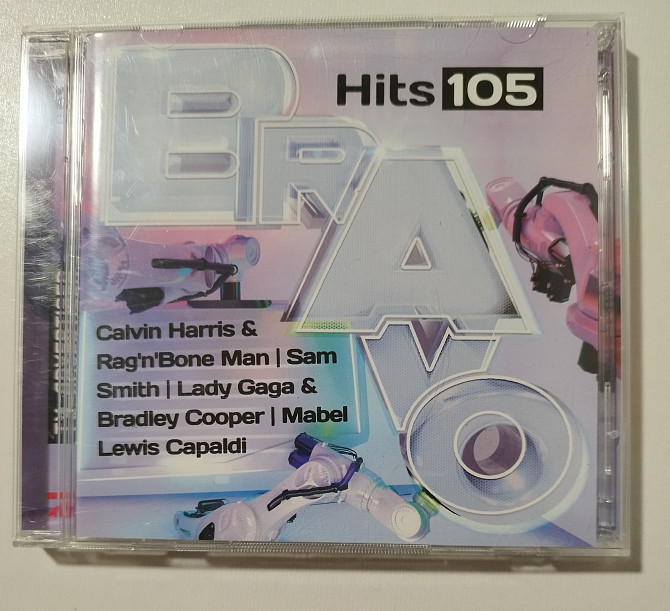 BRAVO
Hits 105
Calvin Harris &
Rag'n'Bone Man | Sam
Smith | Lady Gaga &
Bradley Cooper | Mabel
Lewis Capaldi